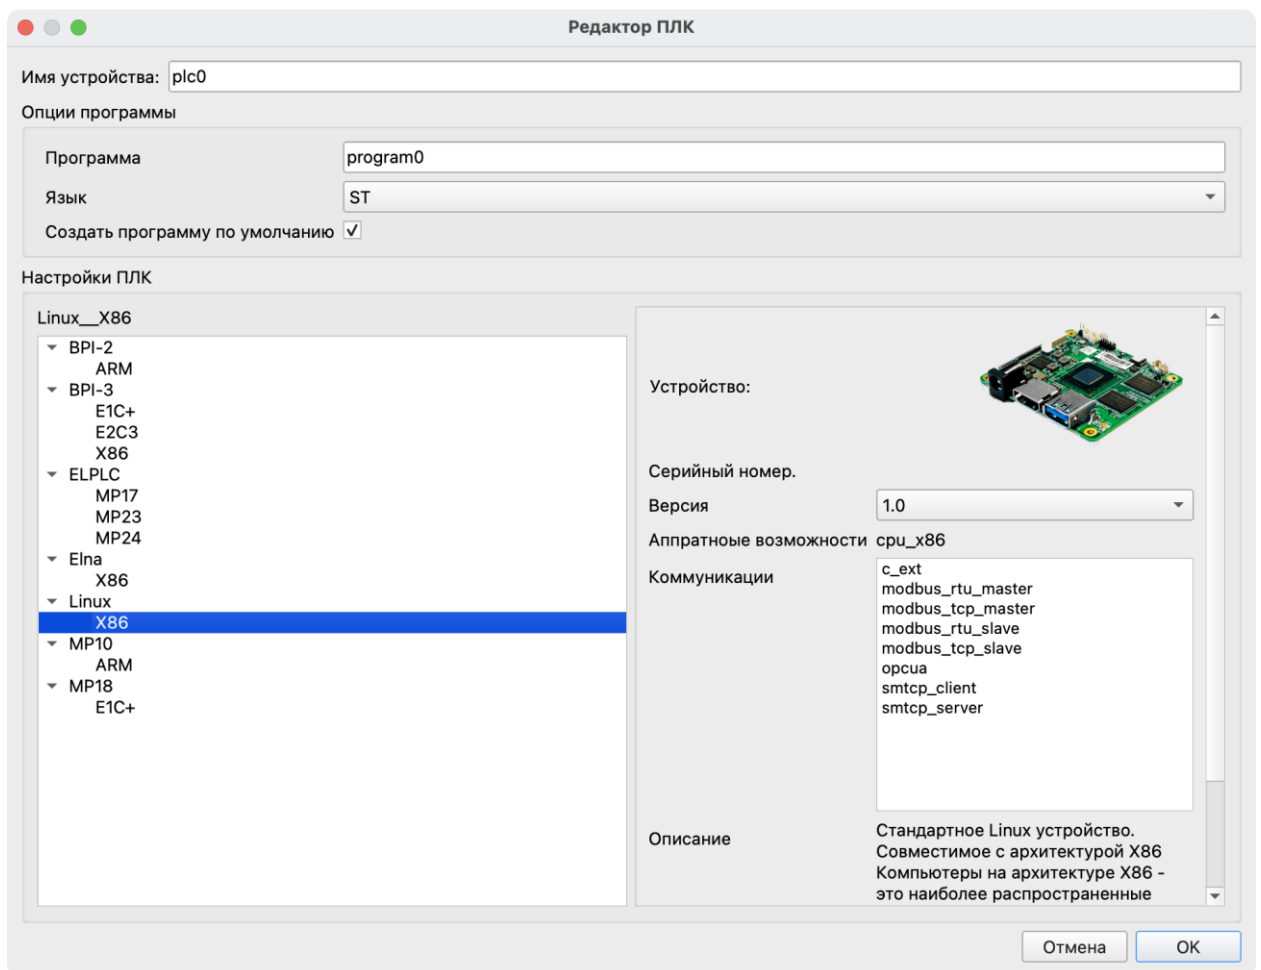 Редактор ПЛК
Имя устройства: plc0
Опции программы
Программа program0
Язык ST
Создать программу по умолчанию
Настройки ПЛК
Linux__X86
BPI-2
ARM
BPI-3
E1C+
E2C3
X86
ELPLC
MP17
MP23
MP24
Elna
X86
Linux
X86
MP10
ARM
MP18
E1C+
Устройство:
Серийный номер.
Версия 1.0
Аппратноые возможности cpu_x86
Коммуникации
c_ext
modbus_rtu_master
modbus_tcp_master
modbus_rtu_slave
modbus_tcp_slave
opcua
smtcp_client
smtcp_server
Описание
Стандартное Linux устройство.
Совместимое с архитектурой X86
Компьютеры на архитектуре X86 -
это наиболее распространенные
Отмена
OK